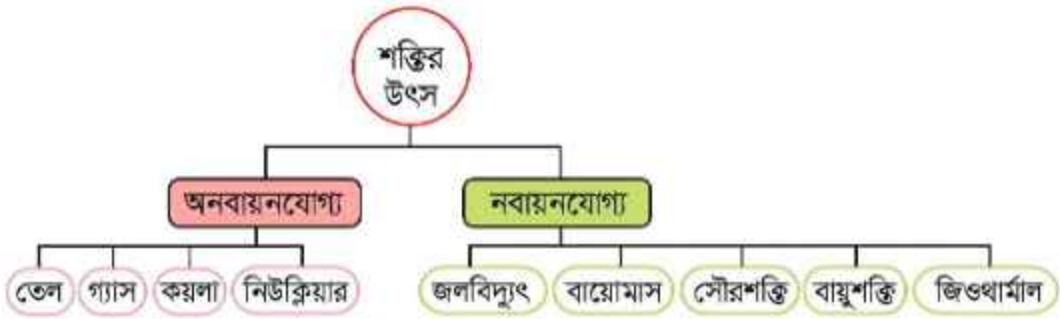 শক্তির
উৎস
অনবায়নযোগ্য
নবায়নযোগ্য
তেল
গ্যাস
কয়লা
নিউক্লিয়ার
জলবিদ্যুৎ
বায়োমাস
সৌরশক্তি
বায়ুশক্তি
জিওথার্মাল